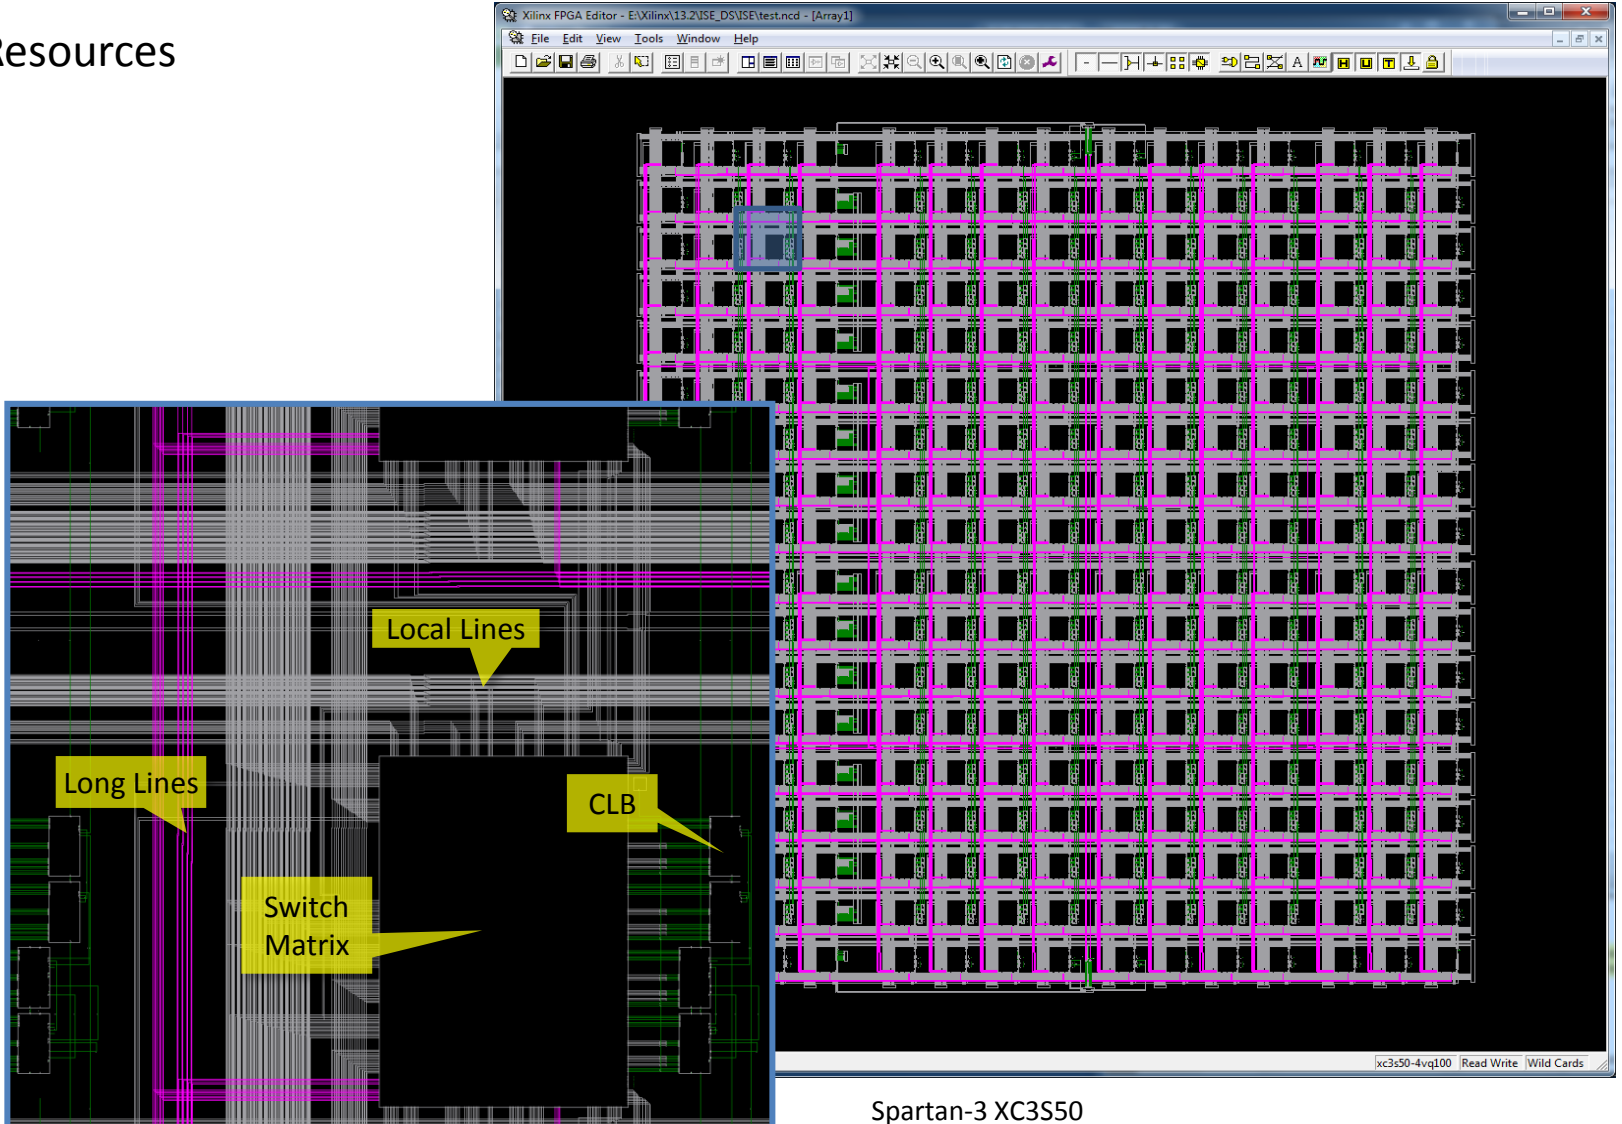 Resources
Xilinx FPGA Editor - E:\Xilinx\13.2\ISE_DS\ISE\test.ncd - [Array1]
File Edit View Tools Window Help
A
Local Lines
Long Lines
CLB
Switch
Matrix
xc3s50-4vq100 Read Write Wild Cards
Spartan-3 XC3S50